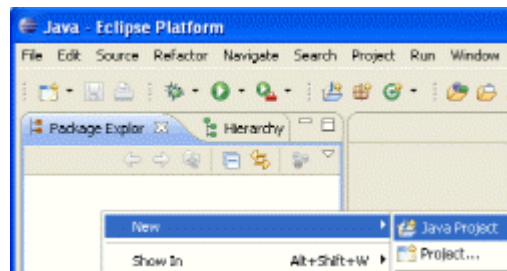 Java - Eclipse Platform
File Edit Source Refactor Navigate Search Project Run Window
Package Explor Hierarchy
New
Java Project
Show In Alt+Shift+W
Project...